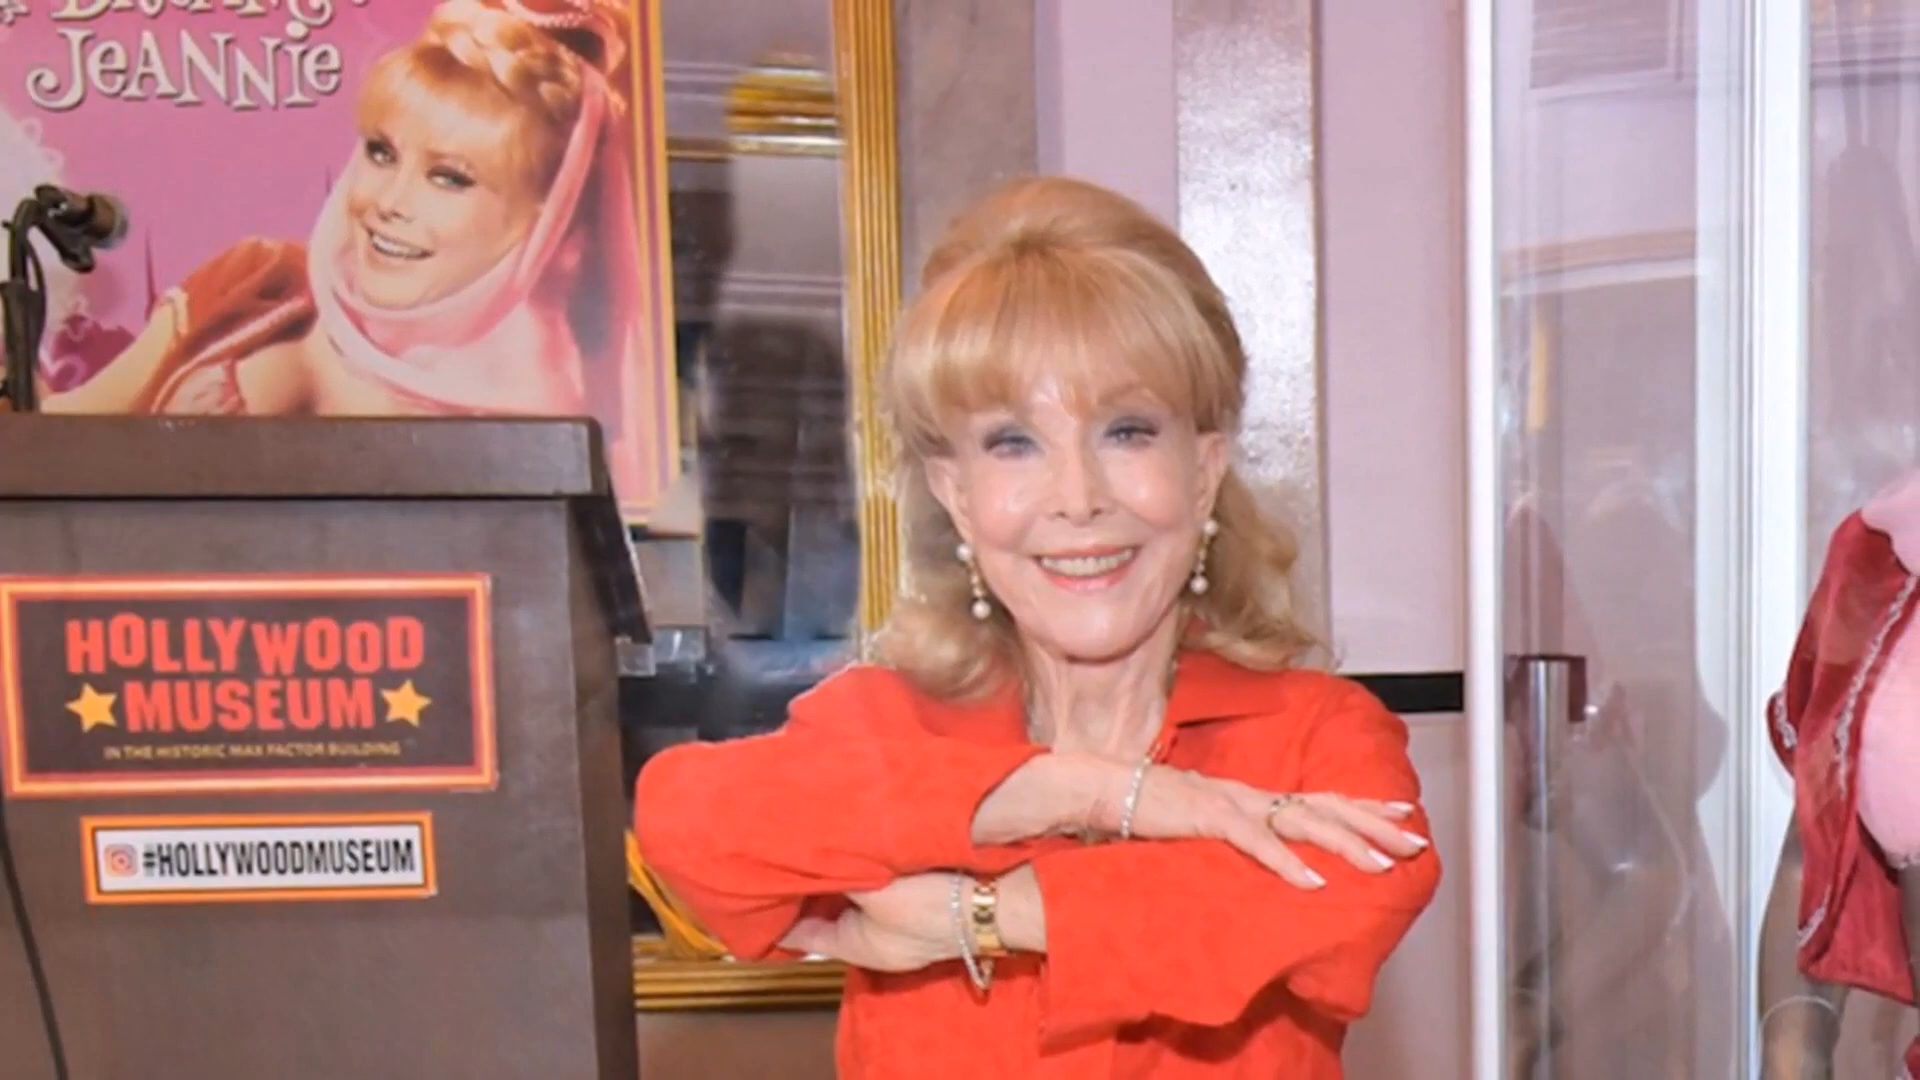 JeANNie
HOLLYWOOD
MUSEUM
IN THE HISTORIC MAX FACTOR BUILDING
#HOLLYWOODMUSEUM